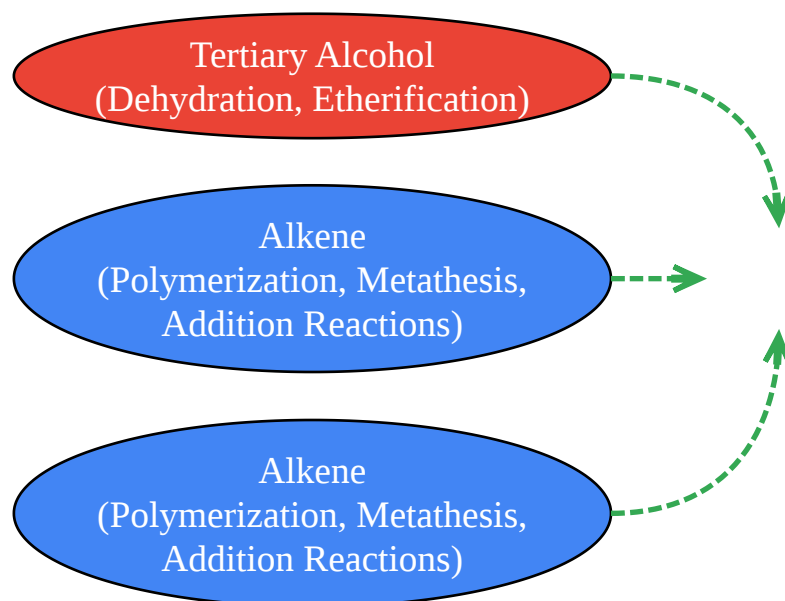 Tertiary Alcohol
(Dehydration, Etherification)
Alkene
(Polymerization, Metathesis,
Addition Reactions)
Alkene
(Polymerization, Metathesis,
Addition Reactions)